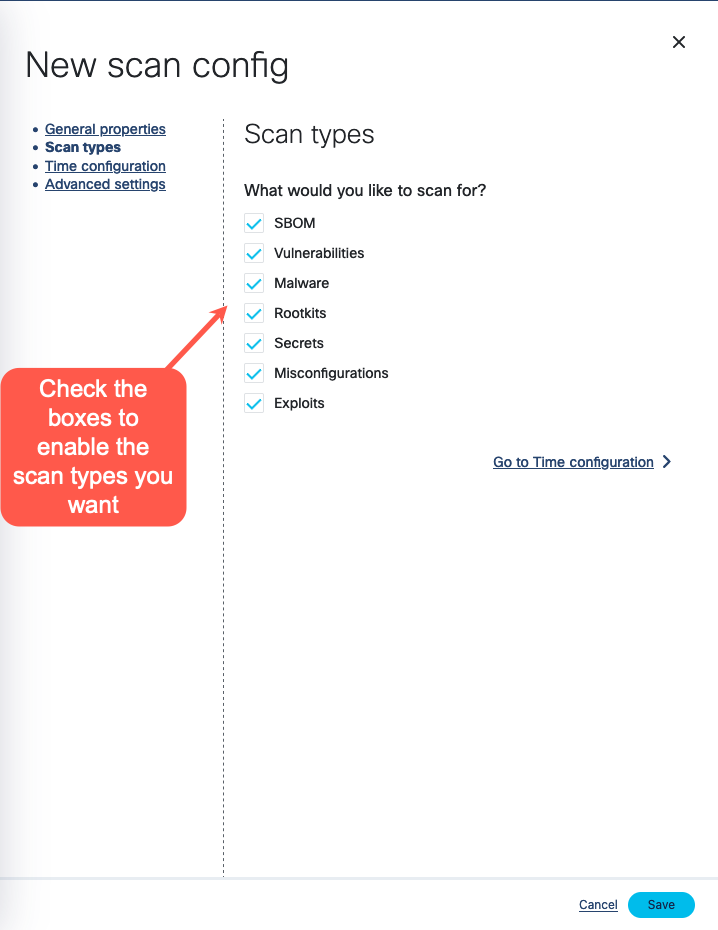 New scan config
General properties
Scan types
Time configuration
Advanced settings
Scan types
What would you like to scan for?
SBOM
Vulnerabilities
Malware
Rootkits
Secrets
Misconfigurations
Exploits
Check the
boxes to
enable the
scan types you
want
Go to Time configuration
Cancel
Save